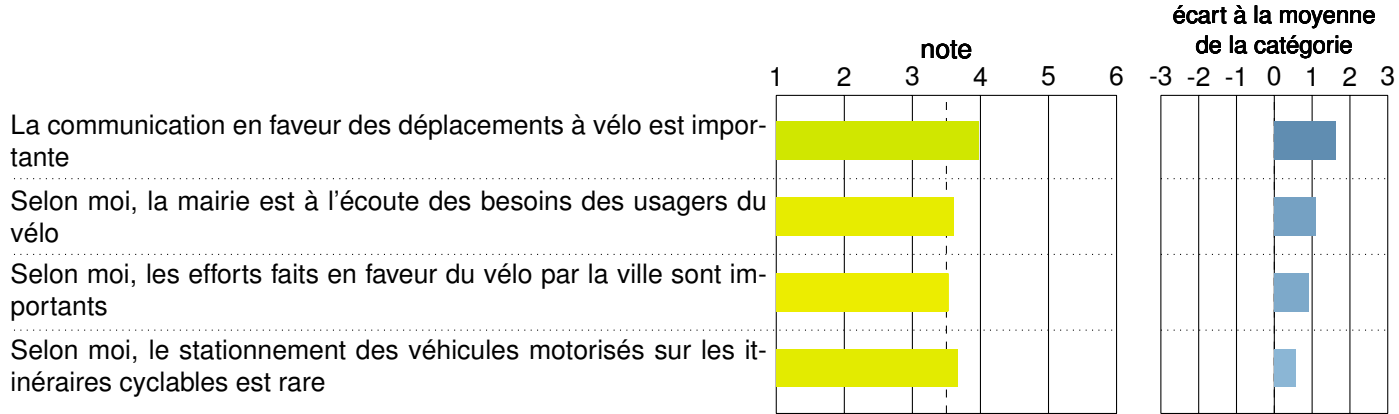 écart à la moyenne
de la catégorie
note
1 2 3 4 5 6 -3 -2 -1 0 1 2 3
La communication en faveur des déplacements à vélo est impor-
tante
Selon moi, la mairie est à l'écoute des besoins des usagers du
vélo
Selon moi, les efforts faits en faveur du vélo par la ville sont im-
portants
Selon moi, le stationnement des véhicules motorisés sur les it-
inéraires cyclables est rare